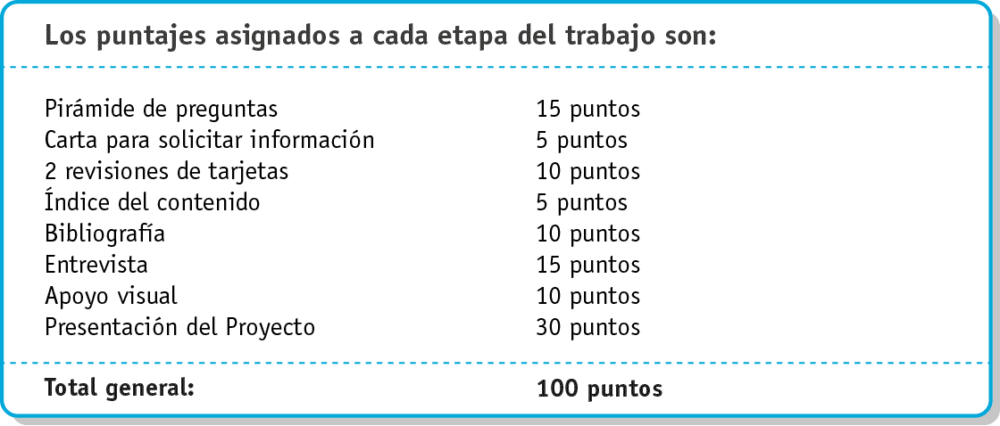 Los puntajes asignados a cada etapa del trabajo son:
Pirámide de preguntas 15 puntos
Carta para solicitar información 5 puntos
2 revisiones de tarjetas 10 puntos
Índice del contenido 5 puntos
Bibliografía 10 puntos
Entrevista 15 puntos
Apoyo visual 10 puntos
Presentación del Proyecto 30 puntos
Total general: 100 puntos